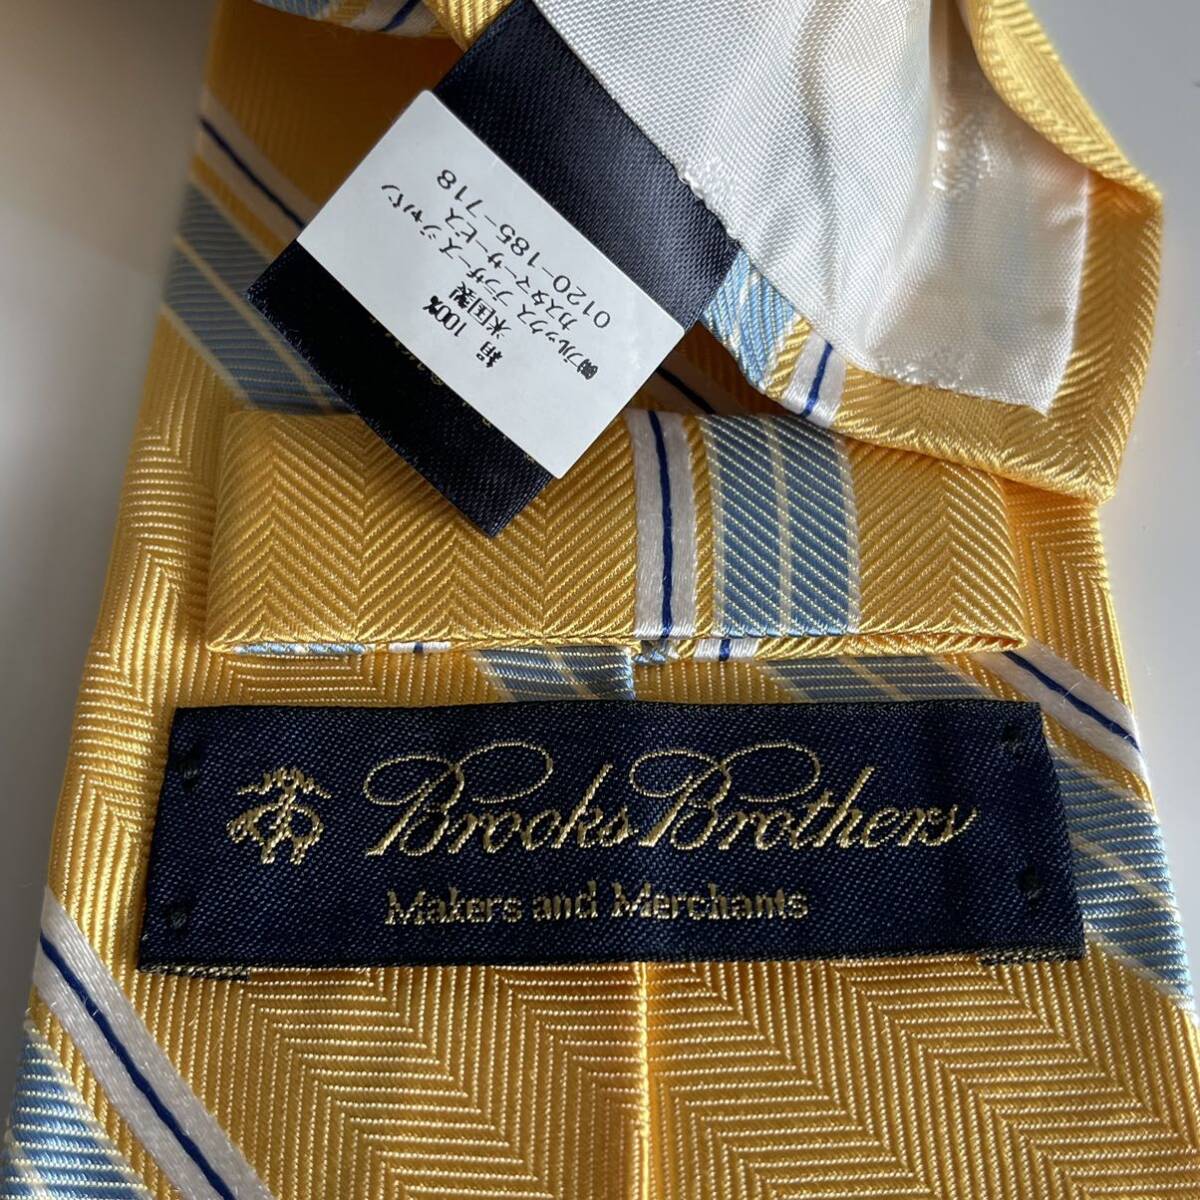 絹 100%
米国製
㈱ブルックス ブラザーズ ジャパン
カスタマーサービス
0120-185-718
Brooks Brothers
Makers and Merchants